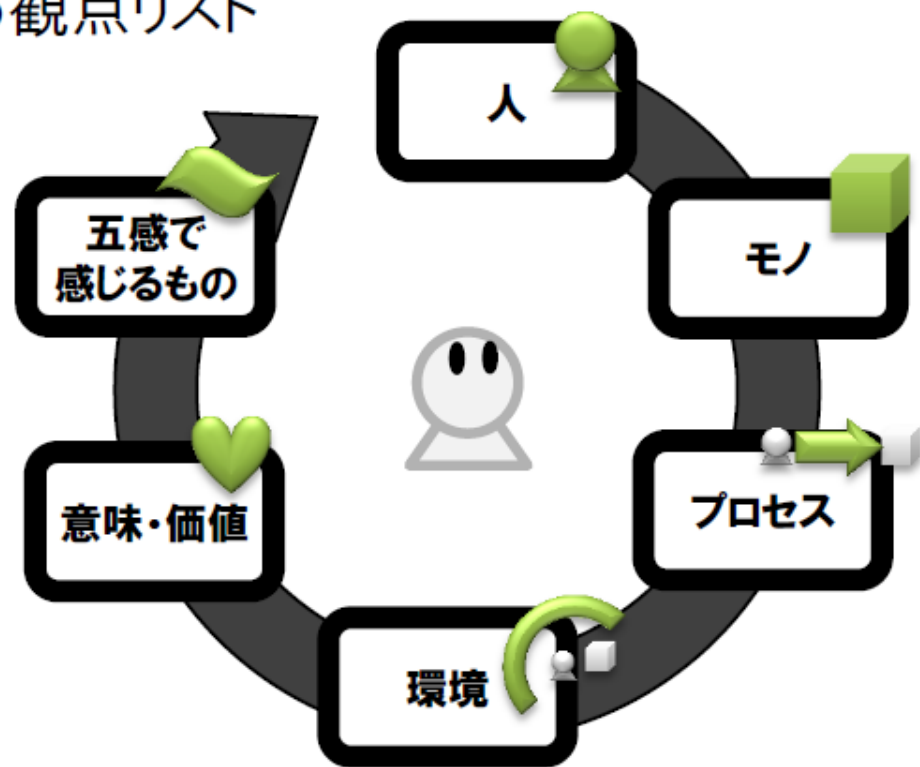 観点リスト
人
モノ
プロセス
環境
意味・価値
五感で
感じるもの